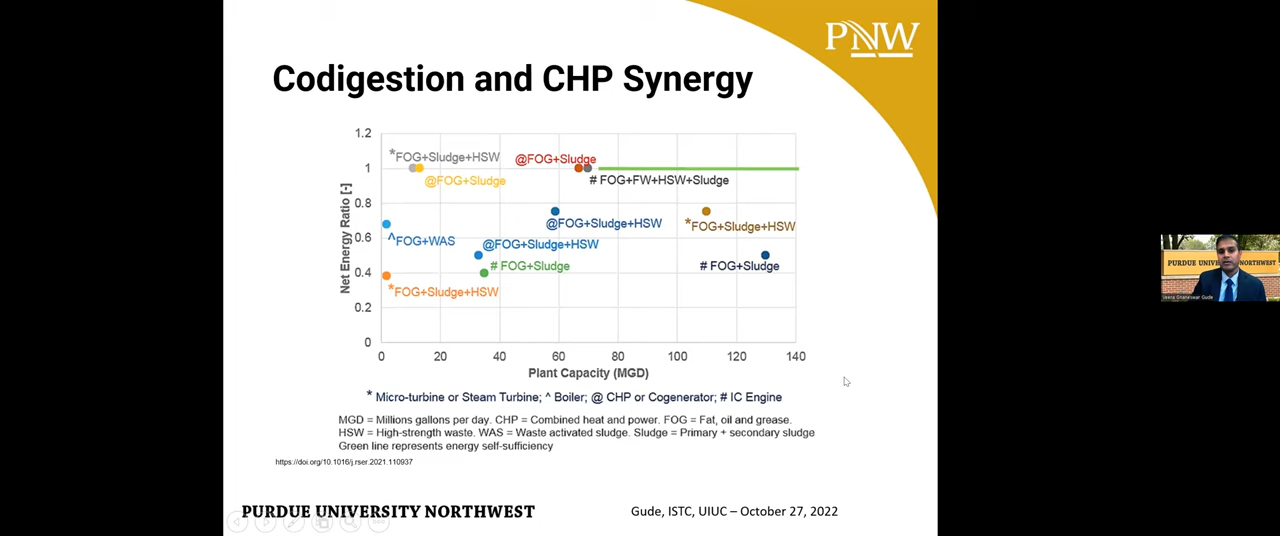 PNW
Codigestion and CHP Synergy
1.2
1
0.8
0.6
0.4
0.2
0
Net Energy Ratio [-]
*FOG+Sludge+HSW
@FOG+Sludge
@FOG+Sludge
# FOG+FW+HSW+Sludge
@FOG+Sludge+HSW
*FOG+Sludge+HSW
^FOG+WAS
@FOG+Sludge+HSW
# FOG+Sludge
# FOG+Sludge
*FOG+Sludge+HSW
0 20 40 60 80 100 120 140
Plant Capacity (MGD)
* Micro-turbine or Steam Turbine; ^ Boiler; @ CHP or Cogenerator; # IC Engine
MGD = Millions gallons per day. CHP = Combined heat and power. FOG = Fat, oil and grease.
HSW = High-strength waste. WAS = Waste activated sludge. Sludge = Primary + secondary sludge
Green line represents energy self-sufficiency
https://doi.org/10.1016/j.rser.2021.110937
PURDUE UNIVERSITY NORTHWEST
Gude, ISTC, UIUC – October 27, 2022
PURDUE UNIVERSITY NORTHWEST
Veera Gnaneswar Gude